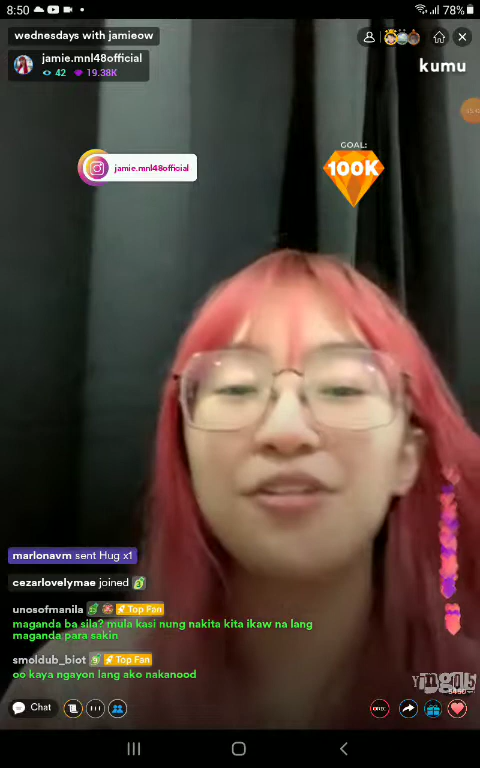 8:50
78%
wednesdays with jamieow
jamie.mnl48official
42 19.38K
kumu
GOAL:
100K
jamie.mnl48official
marlonavm sent Hug x1
cezarlovelymae joined
unosofmanila Top Fan
maganda ba sila? mula kasi nung nakita kita ikaw na lang
maganda para sakin
smoldub_biot 9 Top Fan
oo kaya ngayon lang ako nakanood
Chat